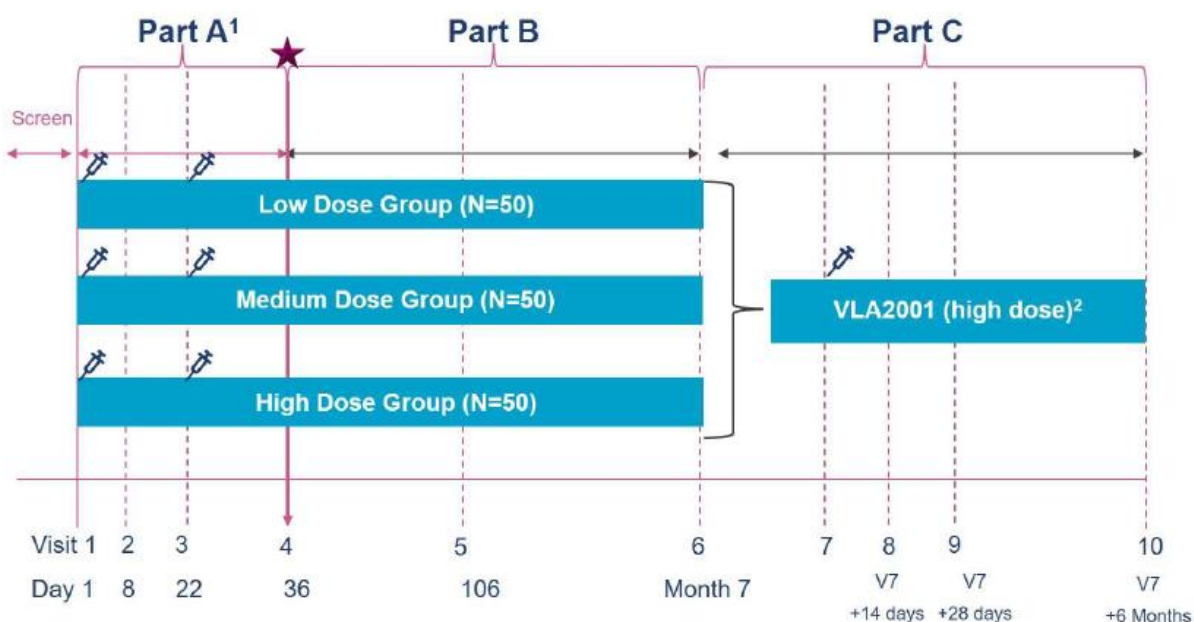 Part A¹ Part B Part C
Screen
Low Dose Group (N=50)
Medium Dose Group (N=50)
VLA2001 (high dose)²
High Dose Group (N=50)
Visit 1 2 3 4 5 6 7 8 9 10
Day 1 8 22 36 106 Month 7 V7 V7 V7
+14 days +28 days +6 Months